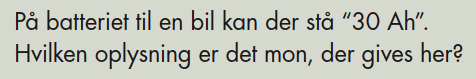 På batteriet til en bil kan der stå “30 Ah”.
Hvilken oplysning er det mon, der gives her?